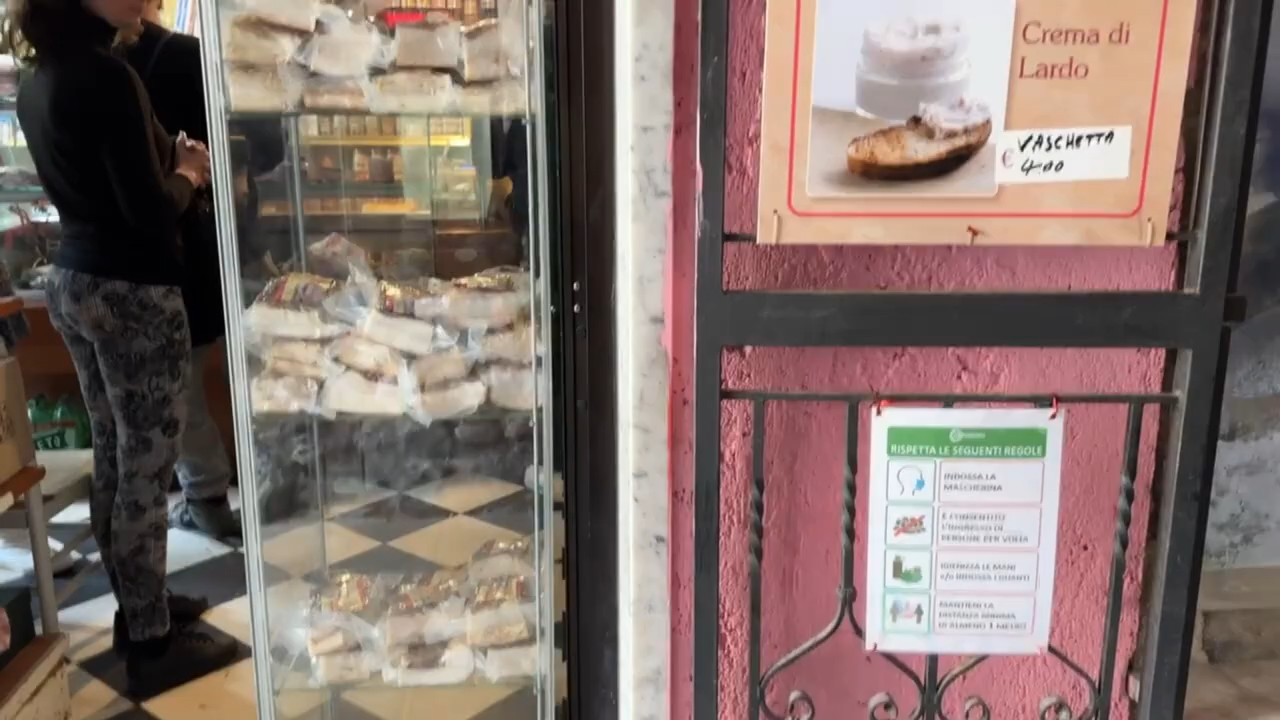 Crema di
Lardo
€ VASCHETTA
4.00
RISPETTA LE SEGUENTI REGOLE
INDOSSA LA
MASCHERINA
È CONSENTITO
L'INGRESSO DI
PERSONE PER VOLTA
IGIENIZZA LE MANI
e/o INDOSSA I GUANTI
MANTIENI LA
DISTANZA MINIMA
DI ALMENO 1 METRO